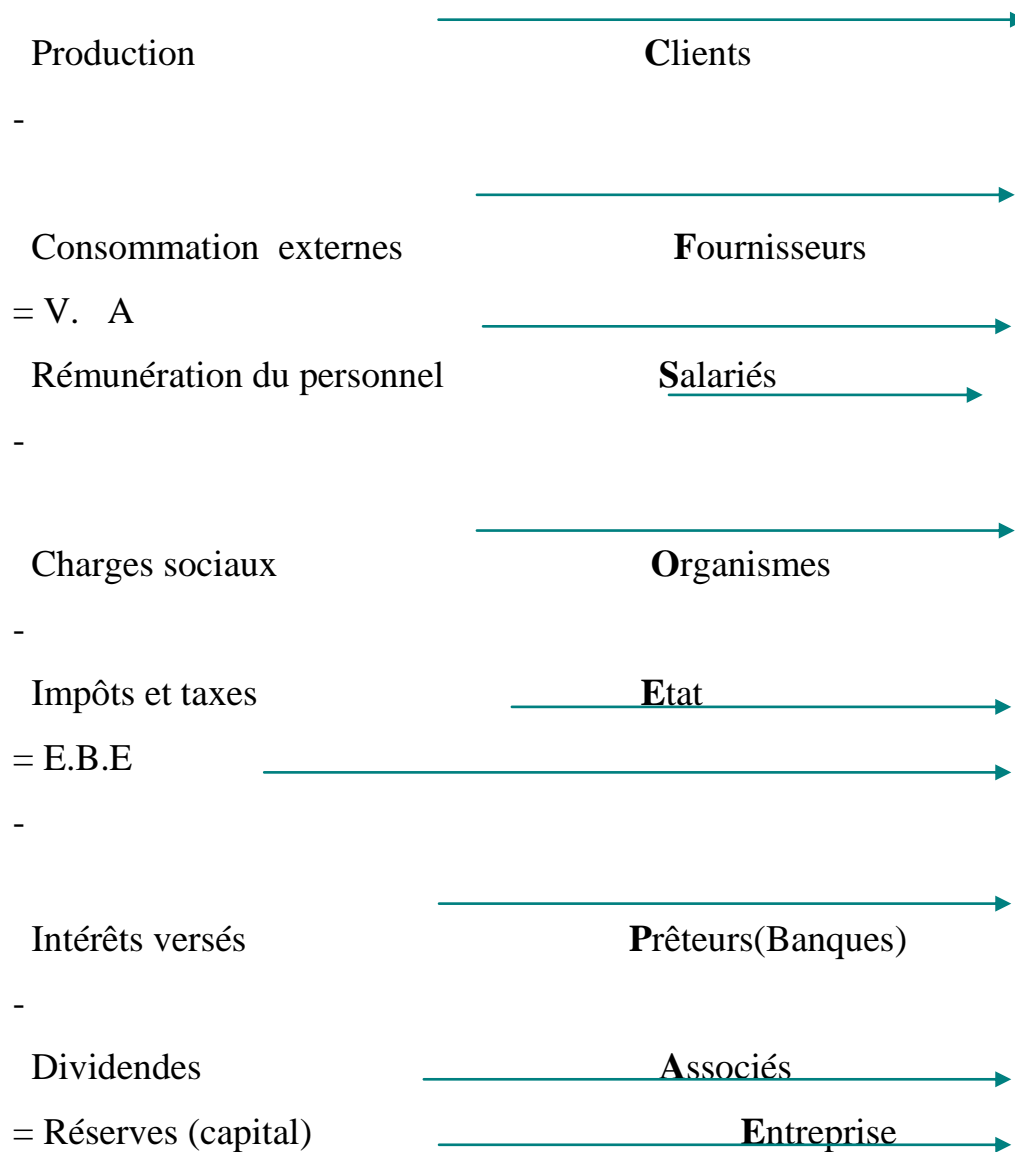 Production Clients
-
Consommation externes Fournisseurs
= V. A
Rémunération du personnel Salariés
-
Charges sociaux Organismes
-
Impôts et taxes Etat
= E.B.E
-
Intérêts versés Prêteurs(Banques)
-
Dividendes Associés
= Réserves (capital) Entreprise